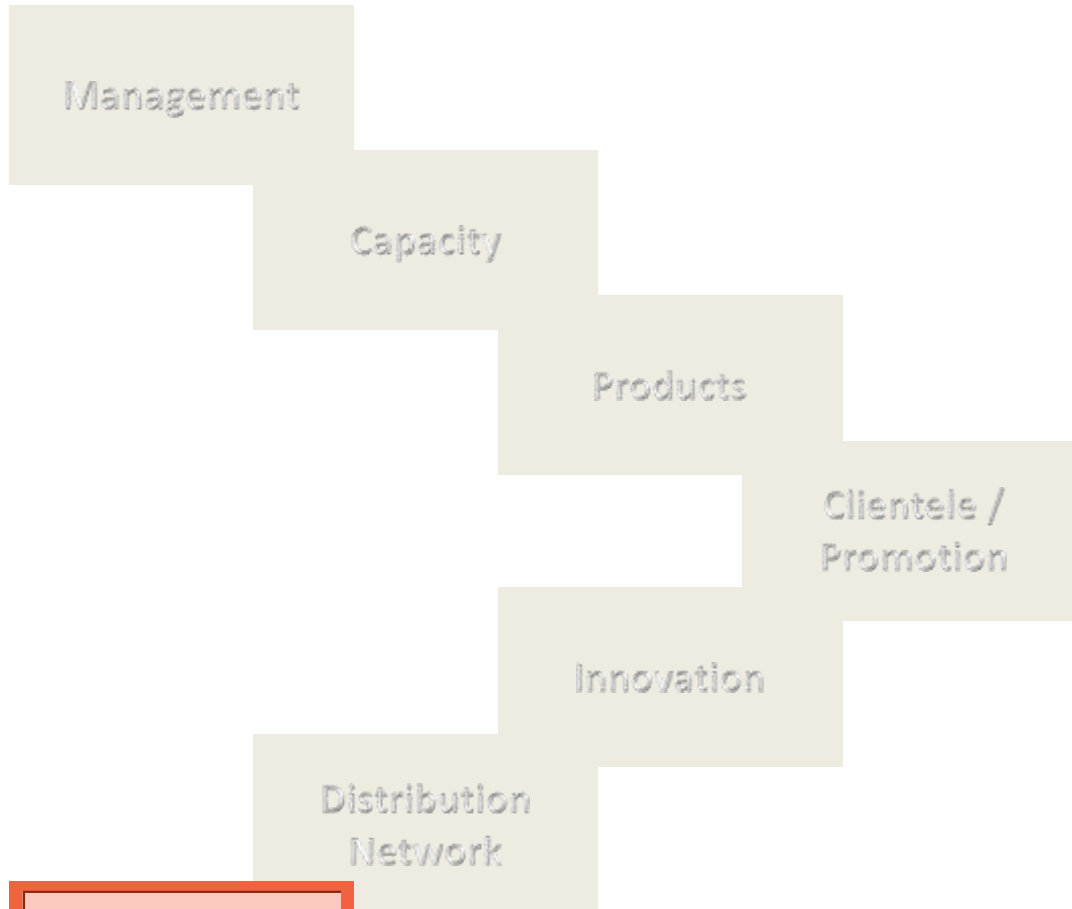 Management
Capacity
Products
Clientele /
Promotion
Innovation
Distribution
Network